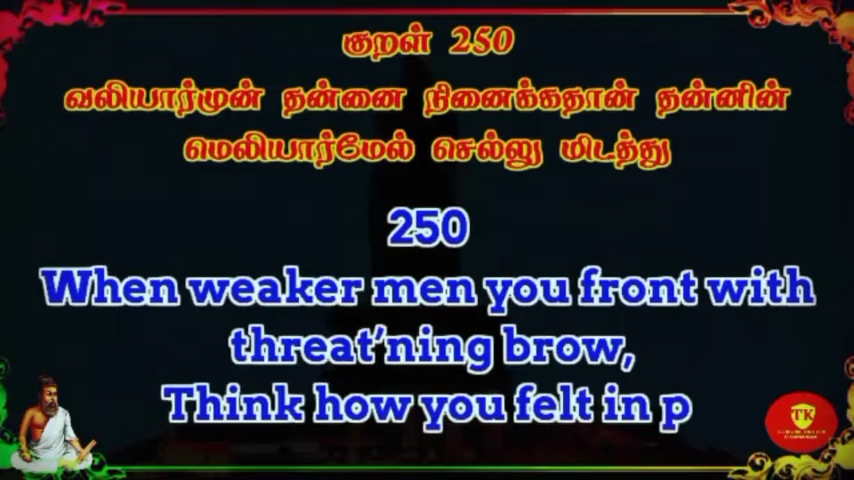 குறள் 250
வலியார்முன் தன்னை நினைக்கதான் தன்னின்
மெலியார்மேல் செல்லு மிடத்து
250
When weaker men you front with
threat’ning brow,
Think how you felt in p
TK